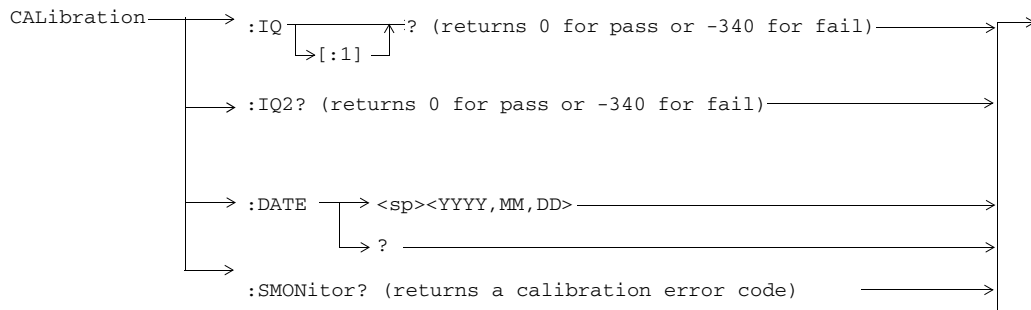 CALibration :IQ ? (returns 0 for pass or -340 for fail)
[:1]
:IQ2? (returns 0 for pass or -340 for fail)
:DATE <sp><YYYY,MM,DD>
?
:SMONitor? (returns a calibration error code)